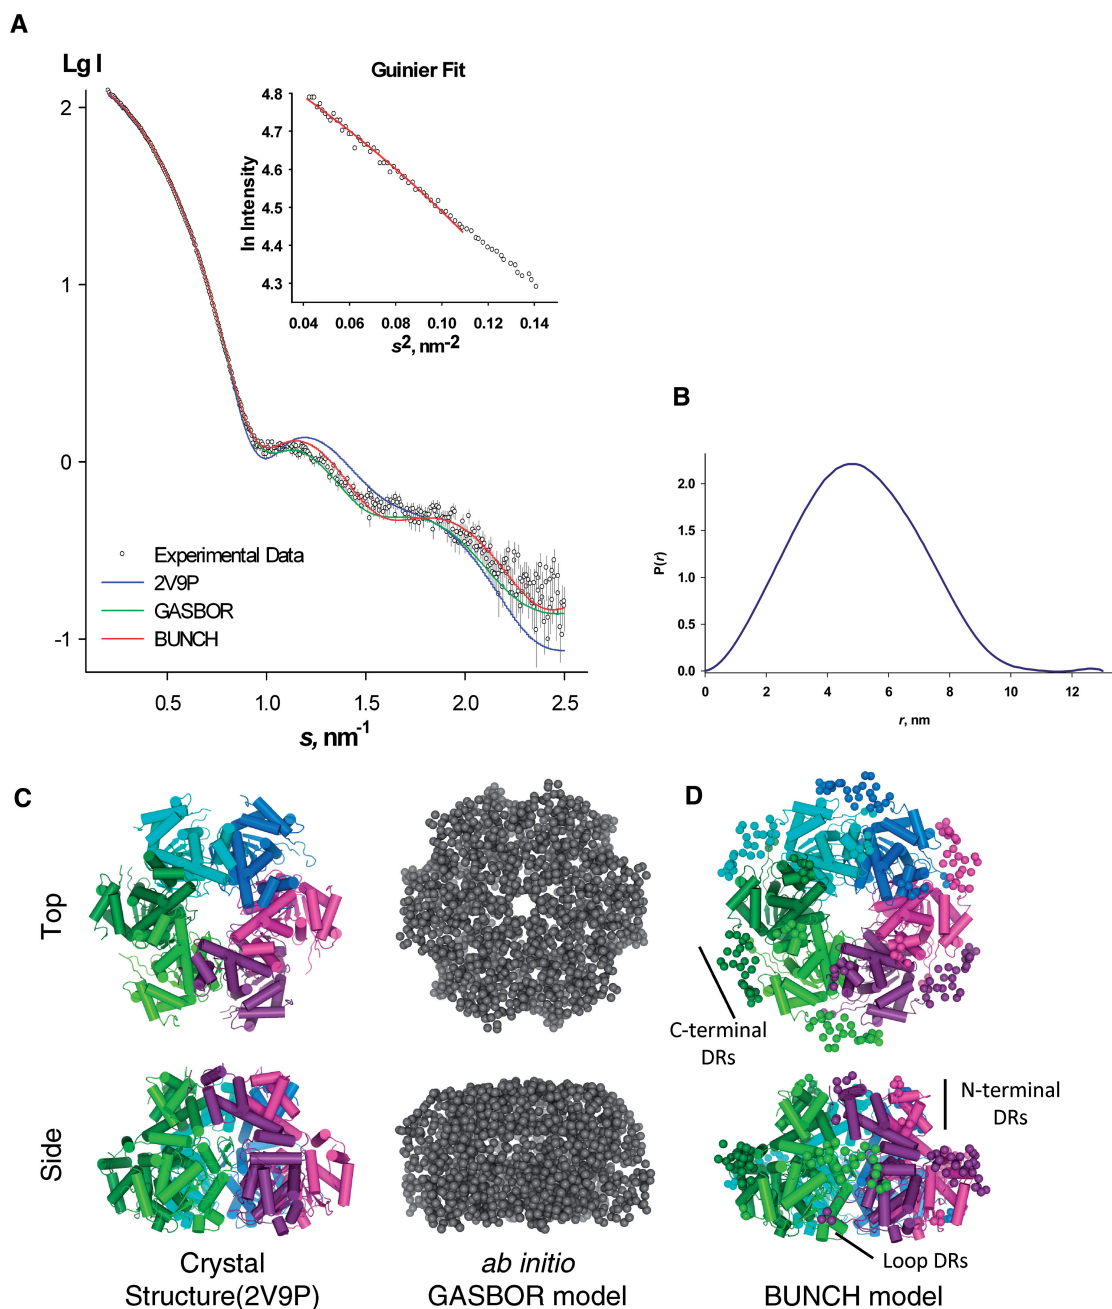 A
Lg I
2
1
0
-1
0.5 1.0 1.5 2.0 2.5
s, nm-1
Guinier Fit
ln Intensity
4.8
4.7
4.6
4.5
4.4
4.3
0.04 0.06 0.08 0.10 0.12 0.14
s2, nm-2
Experimental Data
2V9P
GASBOR
BUNCH
B
P(r)
2.0
1.5
1.0
0.5
0.0
0 2 4 6 8 10 12
r, nm
C
D
Top
Side
C-terminal
DRs
N-terminal
DRs
Loop DRs
Crystal
Structure(2V9P)
ab initio
GASBOR model
BUNCH model